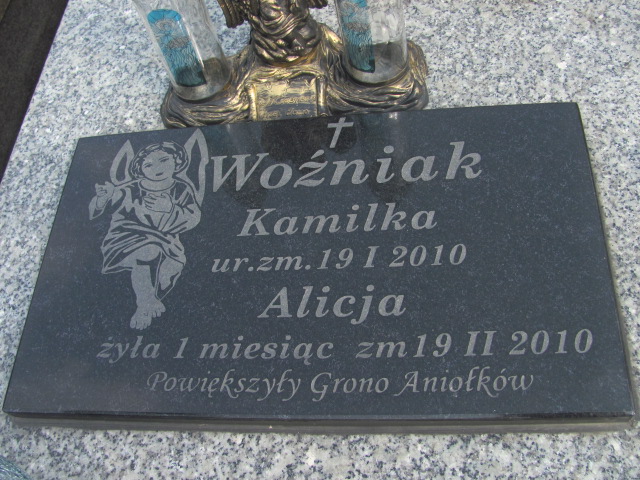 Woźniak
Kamilka
ur.zm.19 I 2010
Alicja
żyła 1 miesiąc zm19 II 2010
Powiększyły Grono Aniołków